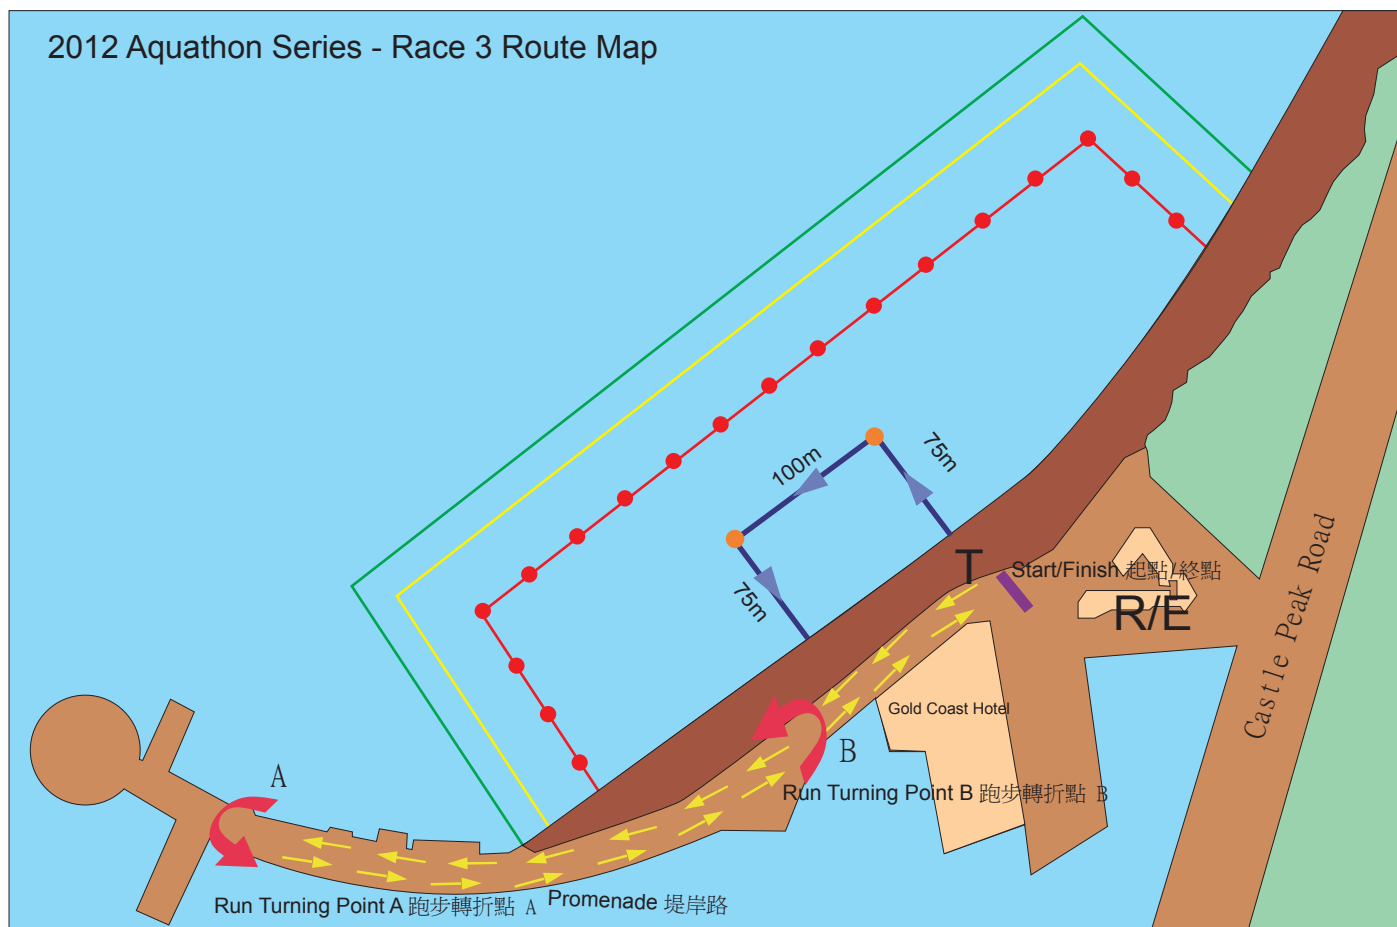 2012 Aquathon Series - Race 3 Route Map
75m
100m
75m
T
Start/Finish 起點/終點
R/E
Castle Peak Road
Gold Coast Hotel
A
B
Run Turning Point B 跑步轉折點 B
Run Turning Point A 跑步轉折點 A
Promenade 堤岸路